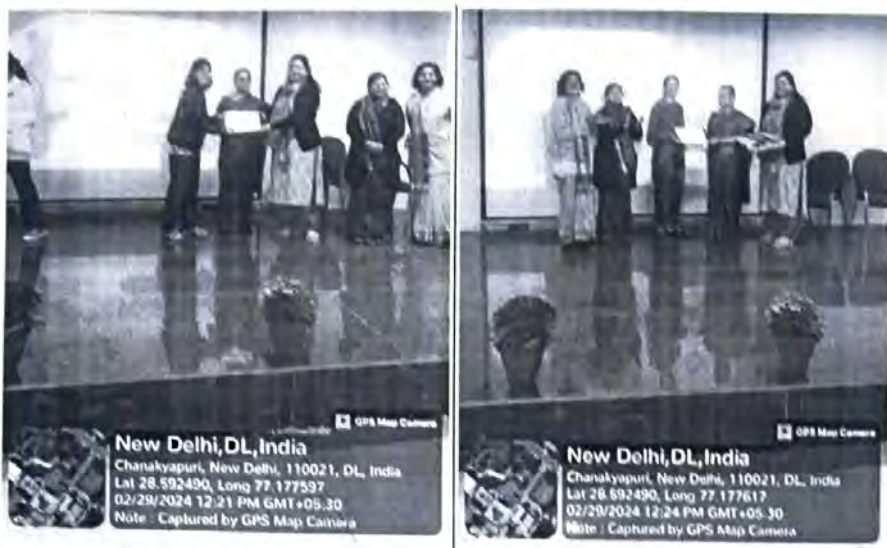 GPS Map Camera
New Delhi,DL,India
Chanakyapuri, New Delhi, 110021, DL, India
Lat 28.592490, Long 77.177597
02/29/2024 12:21 PM GMT+05:30
Note : Captured by GPS Map Camera
GPS Map Camera
New Delhi,DL,India
Chanakyapuri, New Delhi, 110021, DL, India
Lat 28.592490, Long 77.177617
02/29/2024 12:24 PM GMT+05:30
Note : Captured by GPS Map Camera